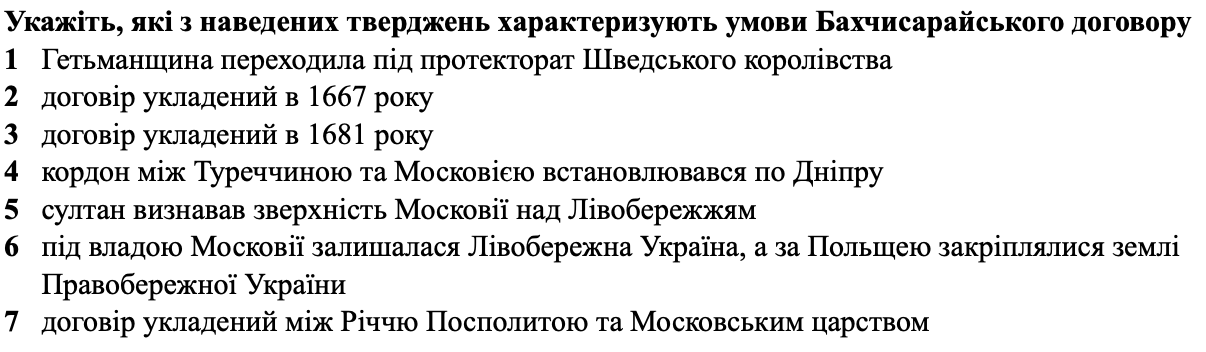 Укажіть, які з наведених тверджень характеризують умови Бахчисарайського договору
1 Гетьманщина переходила під протекторат Шведського королівства
2 договір укладений в 1667 року
3 договір укладений в 1681 року
4 кордон між Туреччиною та Московією встановлювався по Дніпру
5 султан визнавав зверхність Московії над Лівобережжям
6 під владою Московії залишалася Лівобережна Україна, а за Польщею закріплялися землі
Правобережної України
7 договір укладений між Річчю Посполитою та Московським царством